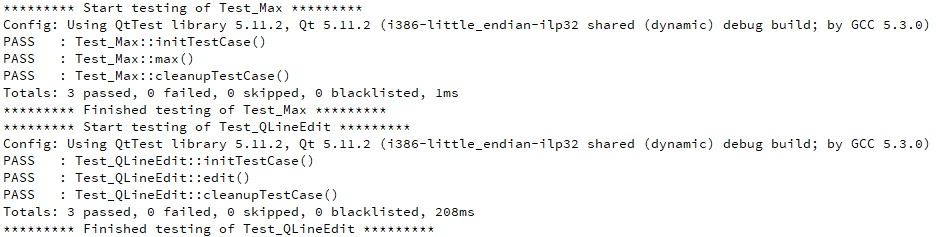 ********* Start testing of Test_Max *********
Config: Using QtTest library 5.11.2, Qt 5.11.2 (i386-little_endian-ilp32 shared (dynamic) debug build; by GCC 5.3.0)
PASS   : Test_Max::initTestCase()
PASS   : Test_Max::max()
PASS   : Test_Max::cleanupTestCase()
Totals: 3 passed, 0 failed, 0 skipped, 0 blacklisted, 1ms
********* Finished testing of Test_Max *********
********* Start testing of Test_QLineEdit *********
Config: Using QtTest library 5.11.2, Qt 5.11.2 (i386-little_endian-ilp32 shared (dynamic) debug build; by GCC 5.3.0)
PASS   : Test_QLineEdit::initTestCase()
PASS   : Test_QLineEdit::edit()
PASS   : Test_QLineEdit::cleanupTestCase()
Totals: 3 passed, 0 failed, 0 skipped, 0 blacklisted, 208ms
********* Finished testing of Test_QLineEdit *********